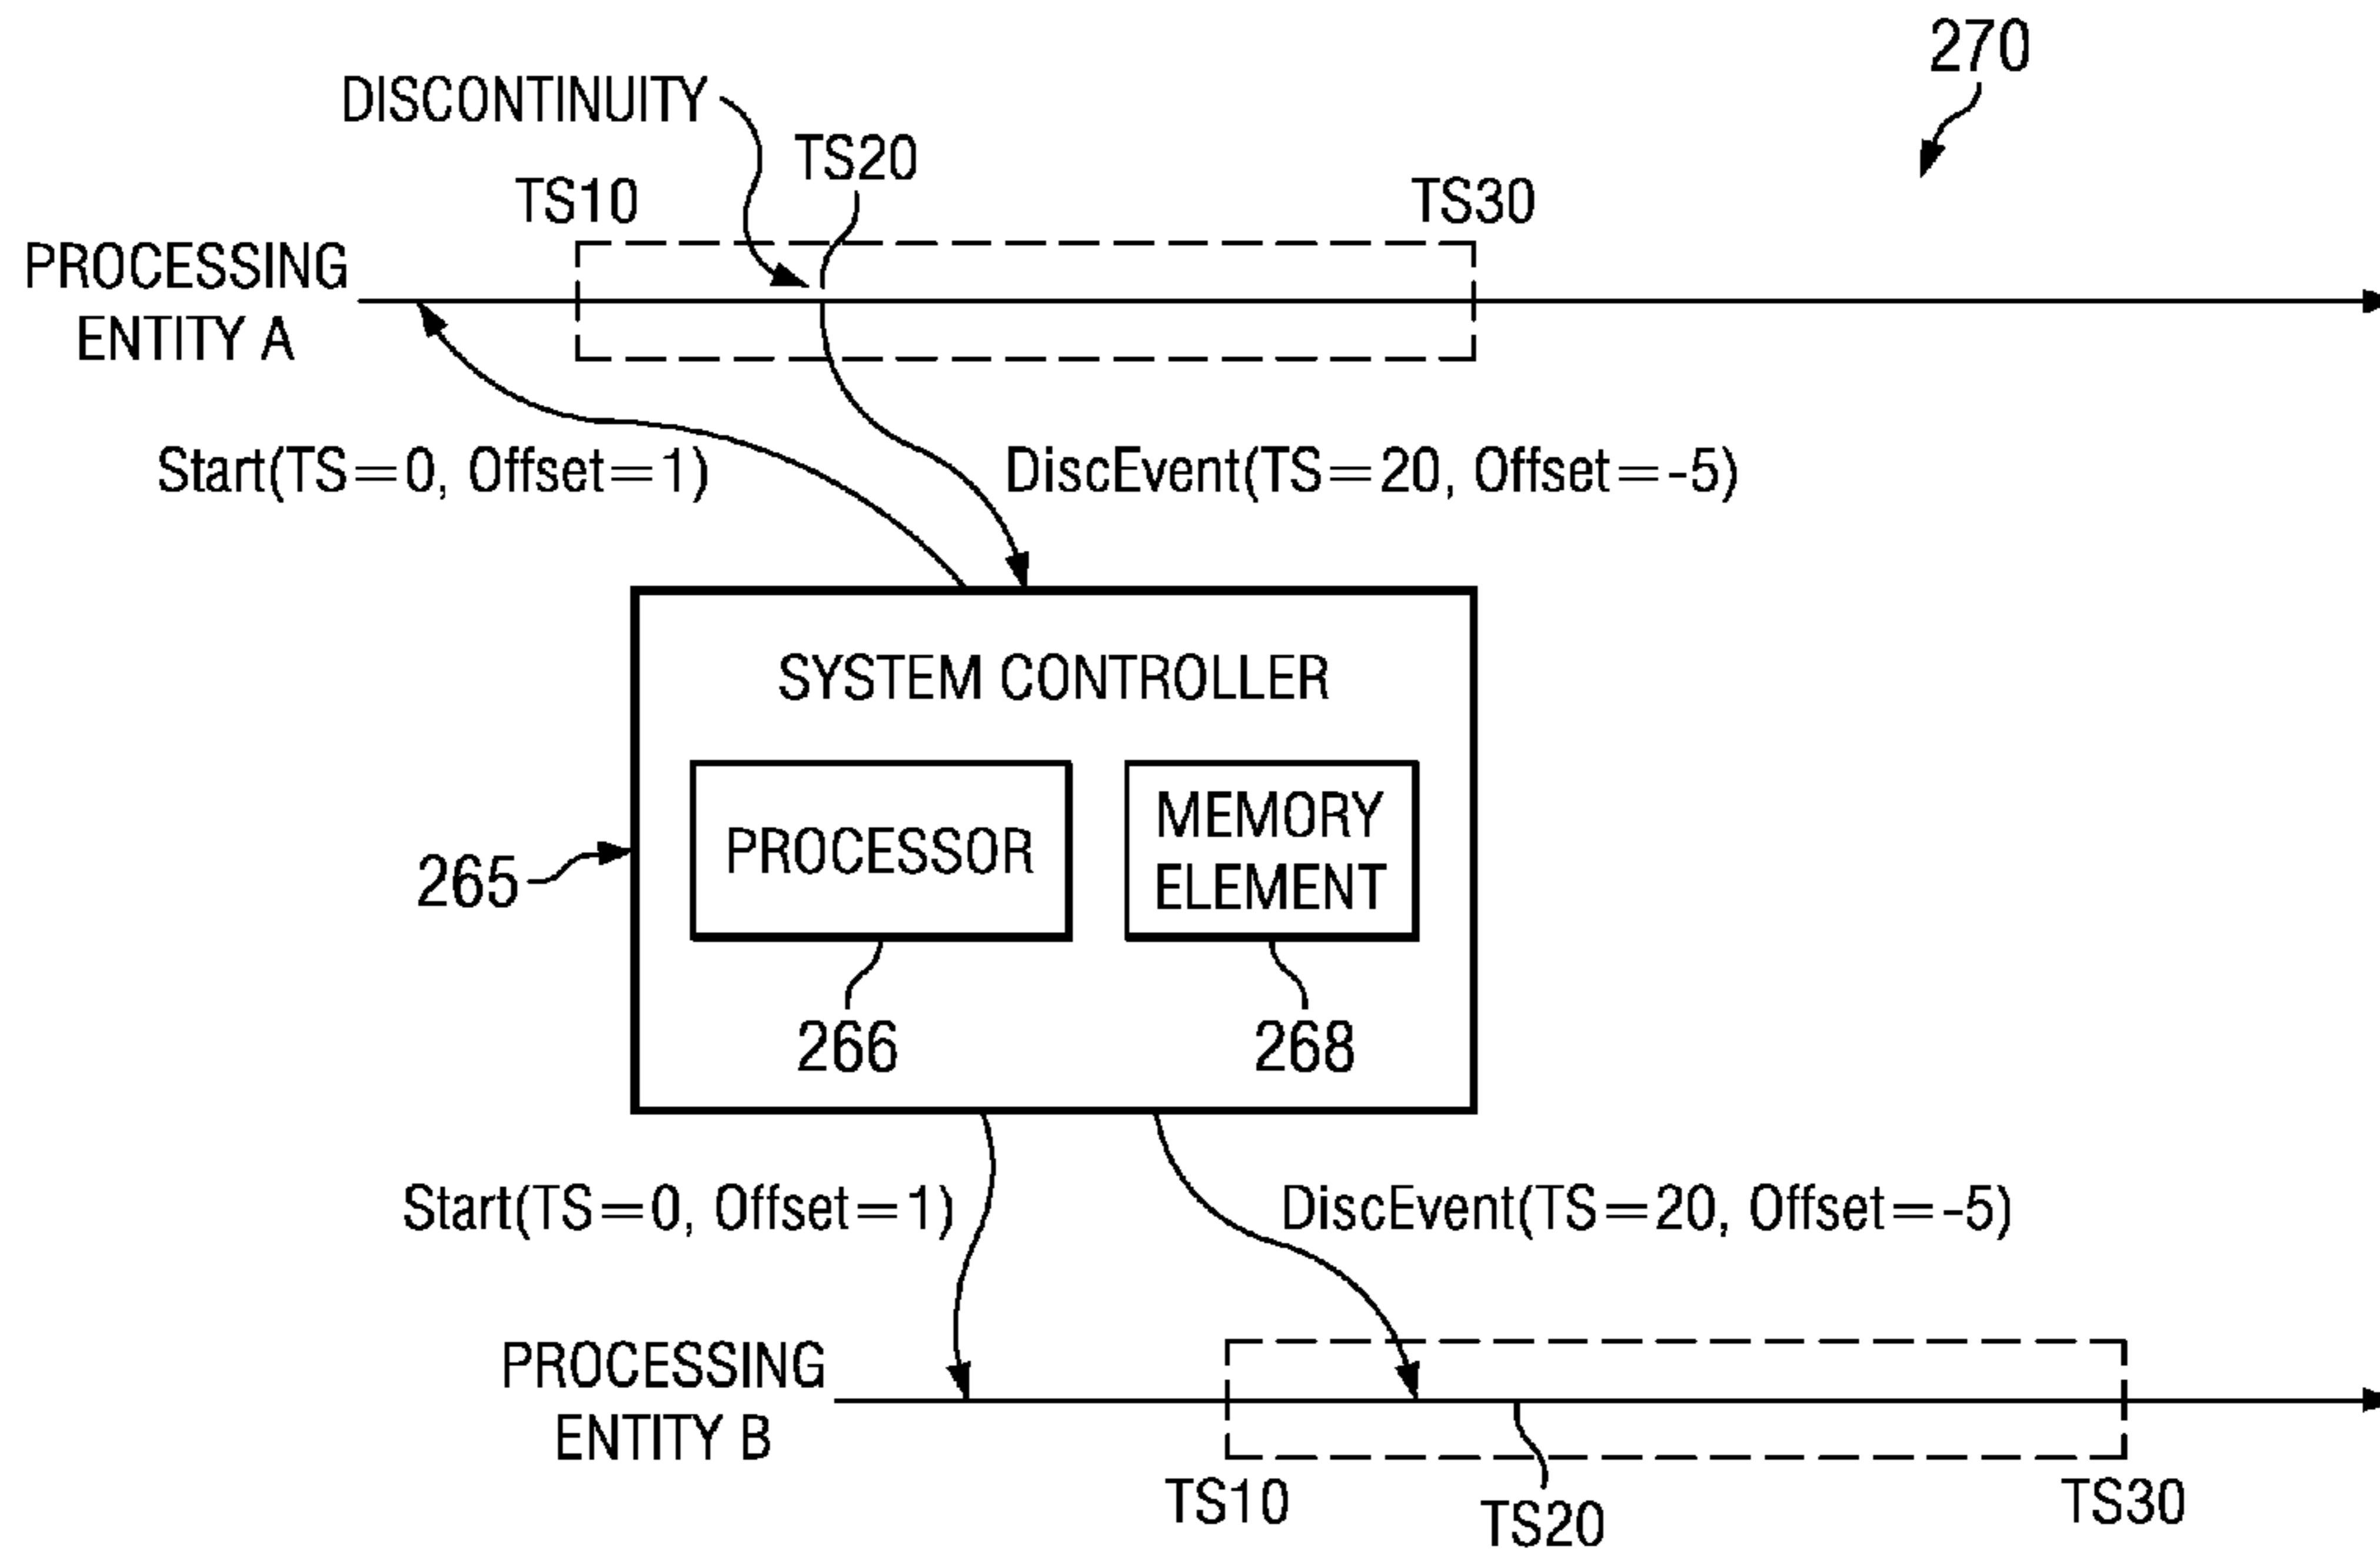 270
DISCONTINUITY
TS20
TS10
TS30
PROCESSING
ENTITY A
Start(TS=0, Offset=1)
DiscEvent(TS=20, Offset=-5)
SYSTEM CONTROLLER
PROCESSOR
MEMORY
ELEMENT
265
266
268
Start(TS=0, Offset=1)
DiscEvent(TS=20, Offset=-5)
PROCESSING
ENTITY B
TS10
TS20
TS30